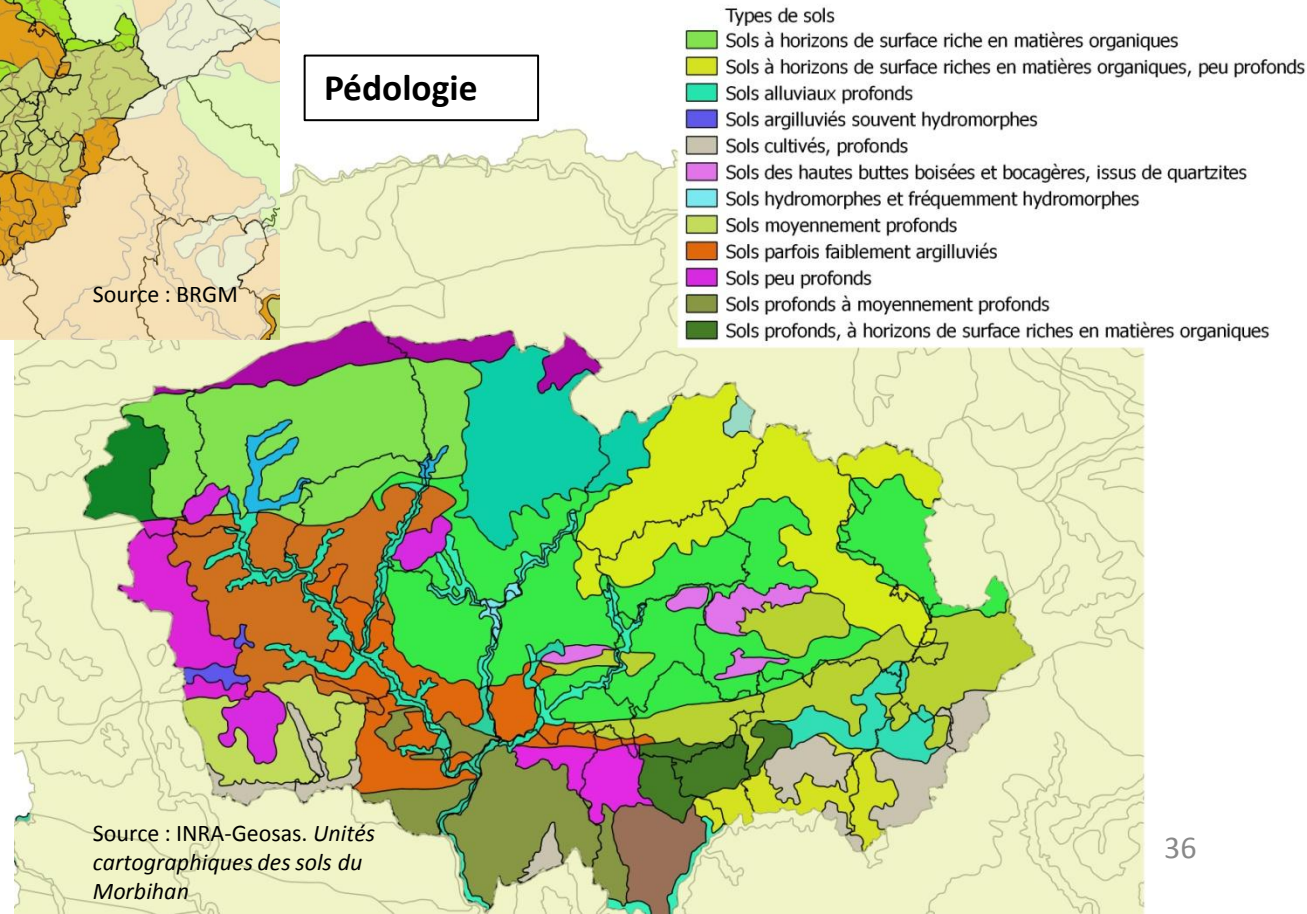 Pédologie
Source : BRGM
Types de sols
Sols à horizons de surface riche en matières organiques
Sols à horizons de surface riches en matières organiques, peu profonds
Sols alluviaux profonds
Sols argilluviés souvent hydromorphes
Sols cultivés, profonds
Sols des hautes buttes boisées et bocagères, issus de quartzites
Sols hydromorphes et fréquemment hydromorphes
Sols moyennement profonds
Sols parfois faiblement argilluviés
Sols peu profonds
Sols profonds à moyennement profonds
Sols profonds, à horizons de surface riches en matières organiques
Source : INRA-Geosas. Unités
cartographiques des sols du
Morbihan
36